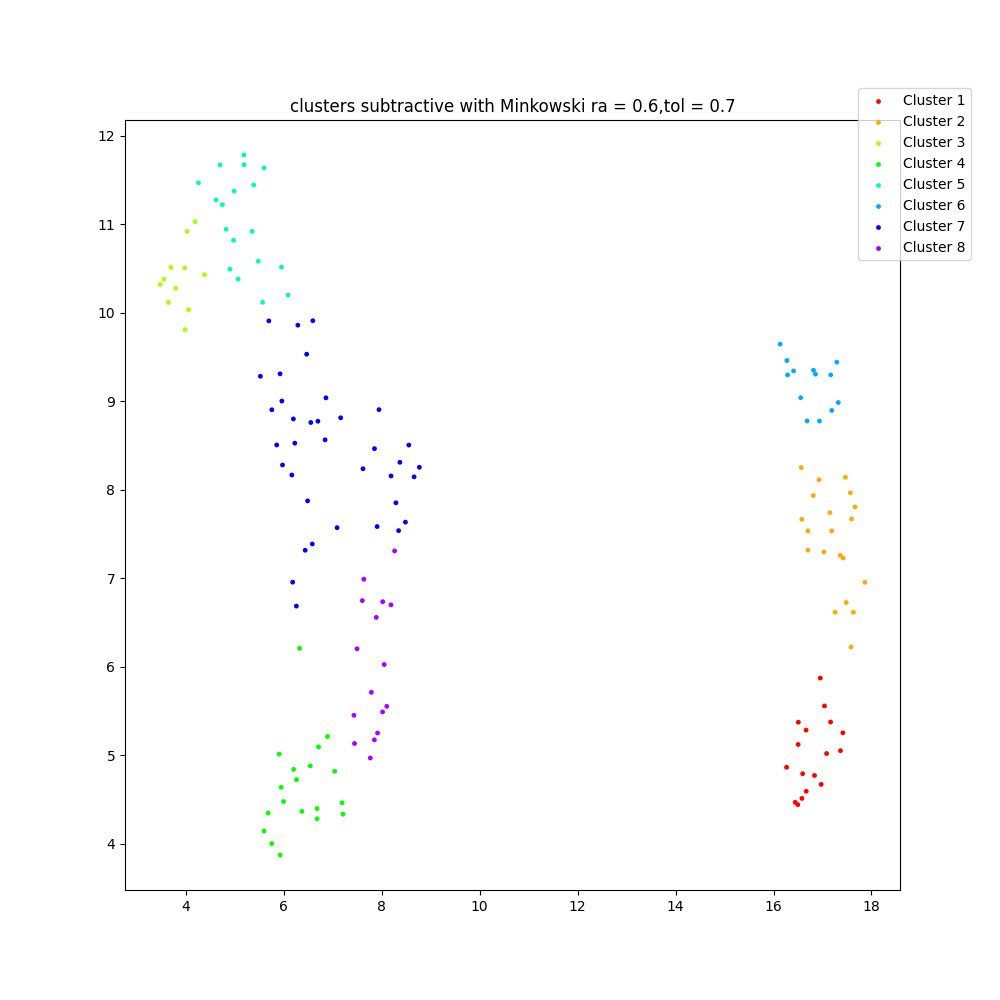 clusters subtractive with Minkowski ra = 0.6,tol = 0.7
Cluster 1
Cluster 2
Cluster 3
Cluster 4
Cluster 5
Cluster 6
Cluster 7
Cluster 8
12
11
10
9
8
7
6
5
4
4 6 8 10 12 14 16 18